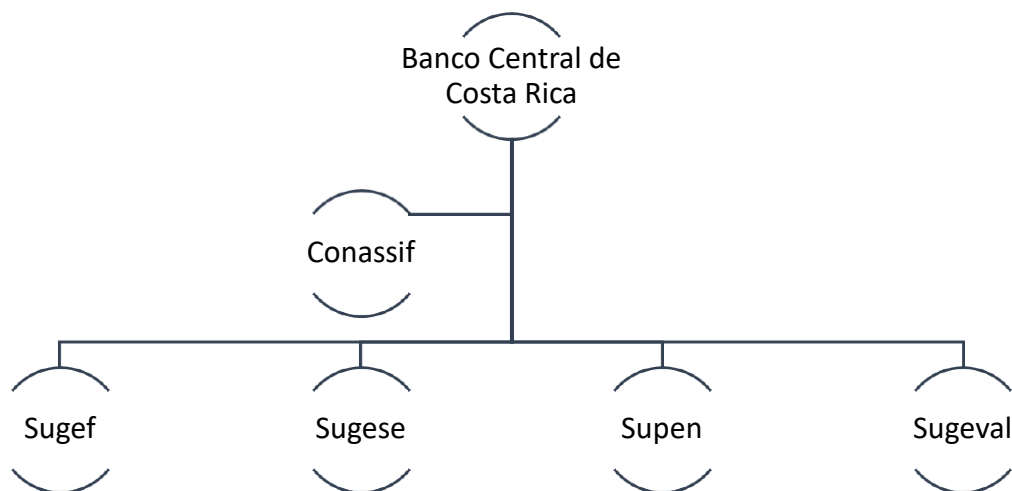 Banco Central de
Costa Rica
Conassif
Sugef
Sugese
Supen
Sugeval